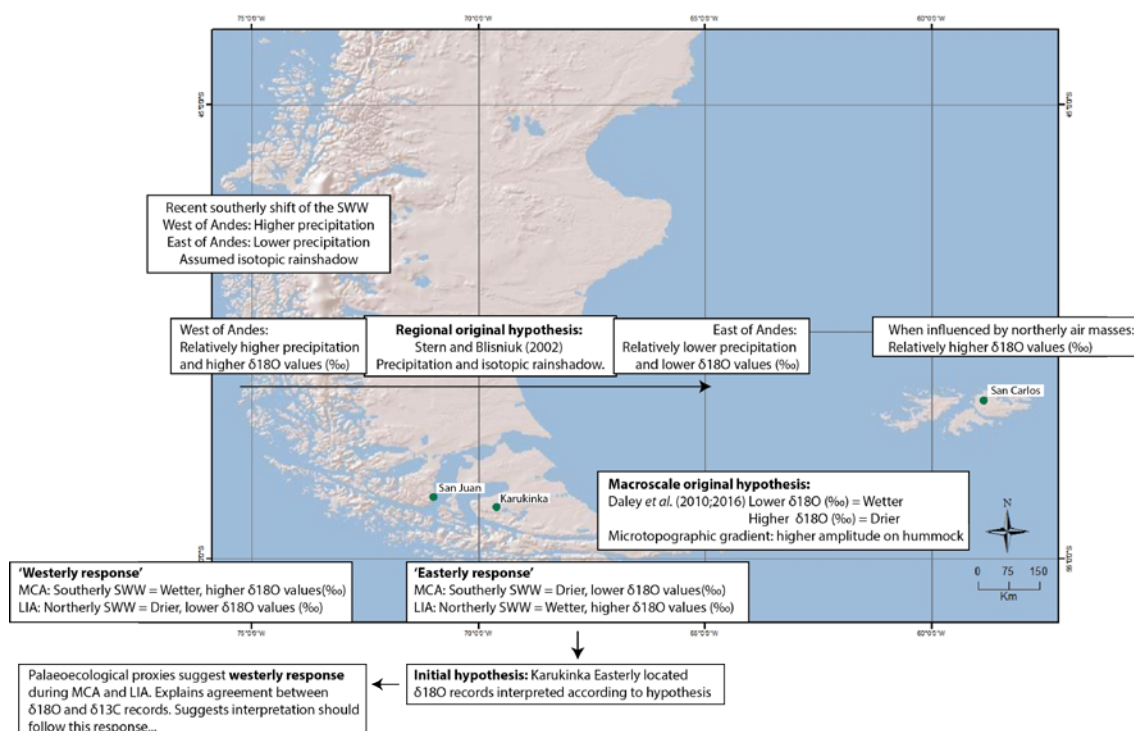 75°0'0"W
70°0'0"W
65°0'0"W
60°0'0"W
45°0'0"S
45°0'0"S
Recent southerly shift of the SWW
West of Andes: Higher precipitation
East of Andes: Lower precipitation
Assumed isotopic rainshadow
West of Andes:
Relatively higher precipitation
and higher δ18O values (‰)
Regional original hypothesis:
Stern and Blisniuk (2002)
Precipitation and isotopic rainshadow.
East of Andes:
Relatively lower precipitation
and lower δ18O values (‰)
When influenced by northerly air masses:
Relatively higher δ18O values (‰)
San Carlos
San Juan
Karukinka
Macroscale original hypothesis:
Daley et al. (2010;2016) Lower δ18O (‰) = Wetter
Higher δ18O (‰) = Drier
Microtopographic gradient: higher amplitude on hummock
N
0 75 150
Km
55°0'0"S
'Westerly response'
MCA: Southerly SWW = Wetter, higher δ18O values(‰)
LIA: Northerly SWW = Drier, lower δ18O values (‰)
'Easterly response'
MCA: Southerly SWW = Drier, lower δ18O values(‰)
LIA: Northerly SWW = Wetter, higher δ18O values (‰)
75°0'0"W
70°0'0"W
65°0'0"W
60°0'0"W
Palaeoecological proxies suggest westerly response
during MCA and LIA. Explains agreement between
δ18O and δ13C records. Suggests interpretation should
follow this response...
Initial hypothesis: Karukinka Easterly located
δ18O records interpreted according to hypothesis